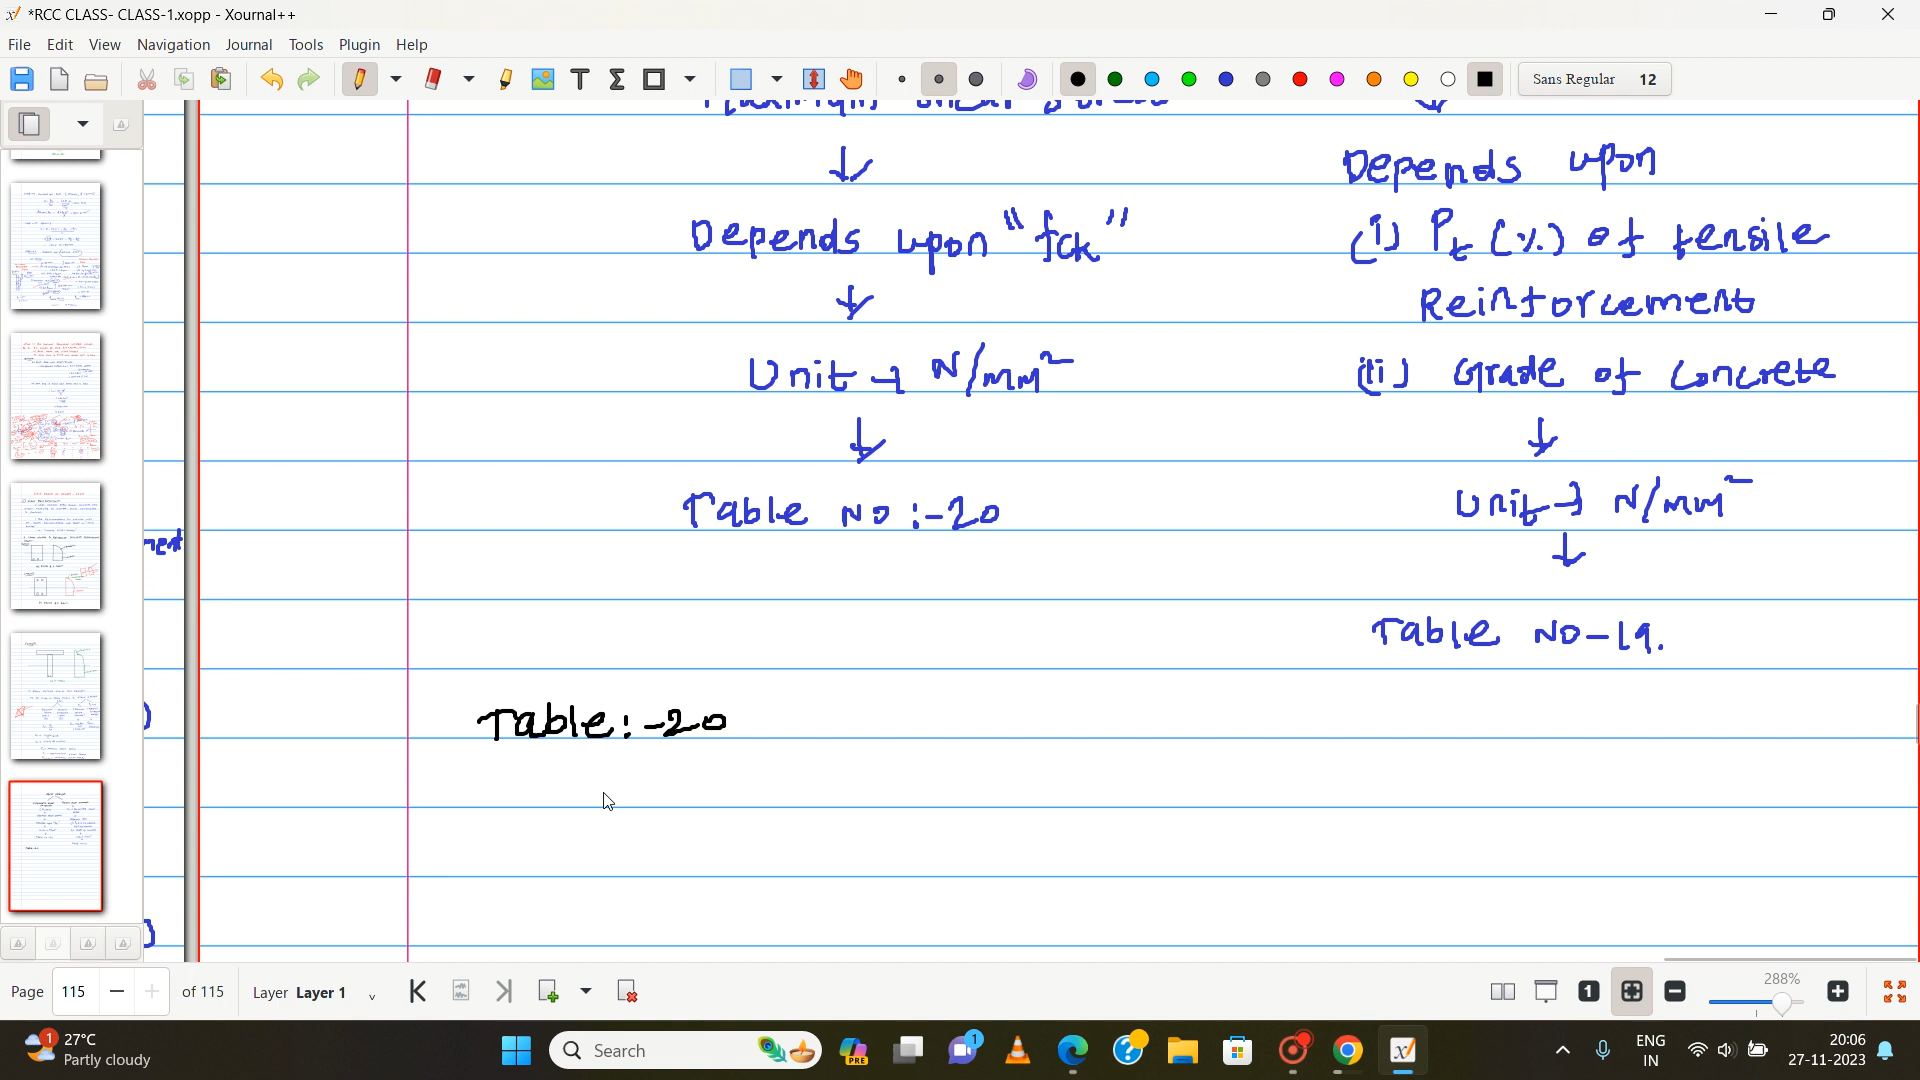 *RCC CLASS- CLASS-1.xopp - Xournal++
File Edit View Navigation Journal Tools Plugin Help
Sans Regular 12
Depends upon "fck"
Unit → N/mm²
Table No :-20
Depends upon
(i) Pt (%) of tensile
Reinforcement
(ii) Grade of concrete
Unit → N/mm²
Table No-19.
Table:-20
Page 115 of 115 Layer Layer 1
288%
27°C
Partly cloudy
Search
PRE
ENG
IN
20:06
27-11-2023